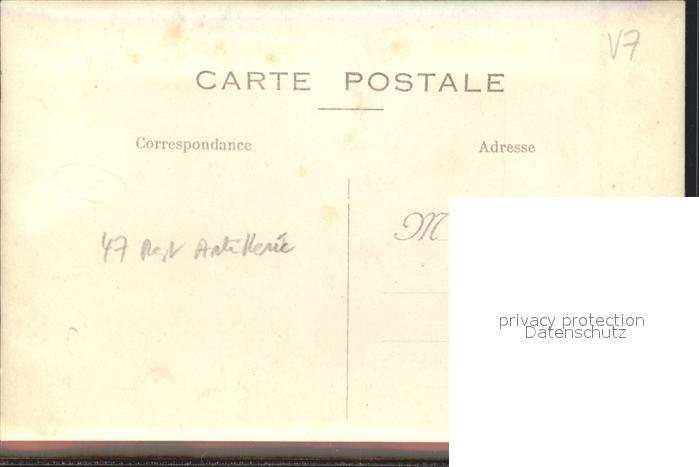 V7
CARTE POSTALE
Correspondance
Adresse
M
47 Regt Artillerie
privacy protection
Datenschutz